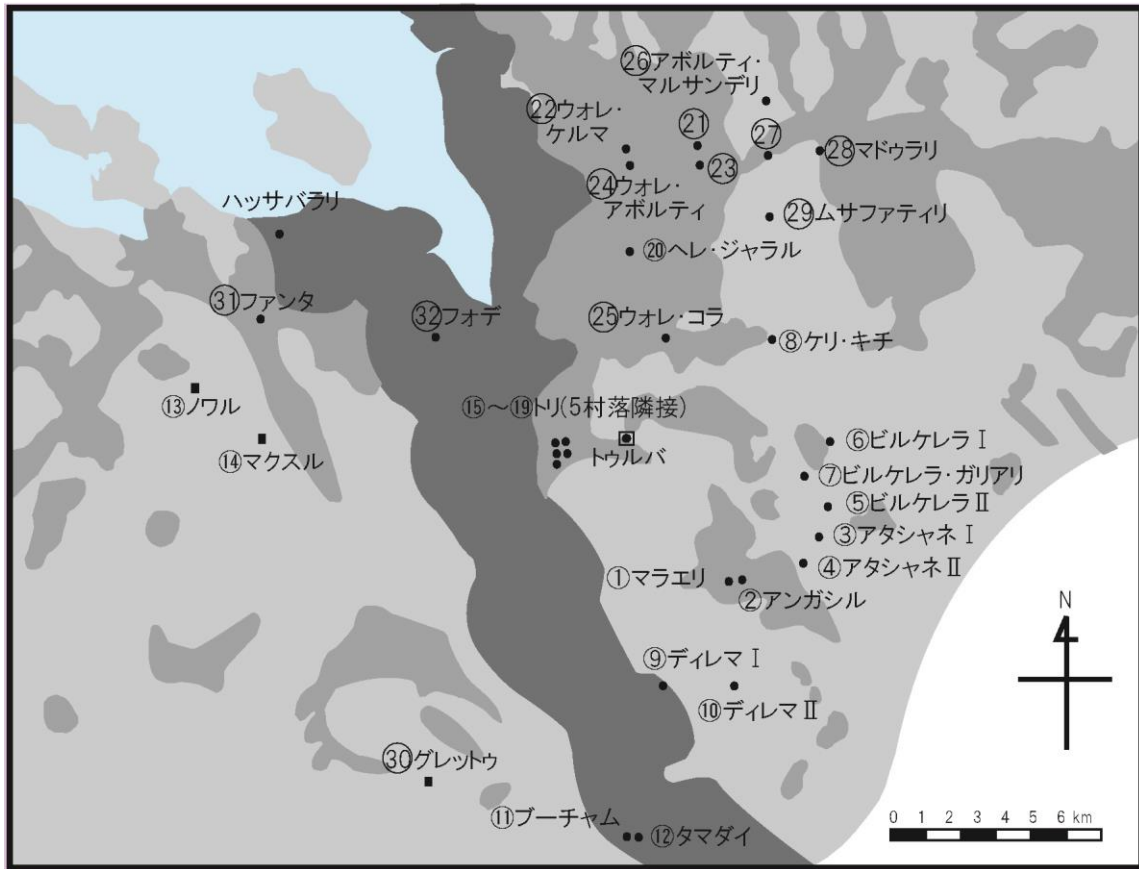 ㉖アボルティ・
マルサンデリ
㉒ウォレ・
ケルマ
㉑
㉗
㉘マドゥラリ
㉓
㉔ウォレ・
アボルティ
ハッサバラリ
㉙ムサファティリ
⑳ヘレ・ジャラル
㉛ファンタ
㉜フォデ
㉕ウォレ・コラ
⑧ケリ・キチ
⑬ノワル
⑮～⑲トリ(5村落隣接)
⑭マクスル
トゥルバ
⑥ビルケレラⅠ
⑦ビルケレラ・ガリアリ
⑤ビルケレラⅡ
③アタシャネⅠ
④アタシャネⅡ
①マラエリ
②アンガシル
N
⑨ディレマⅠ
⑩ディレマⅡ
㉚グレットゥ
⑪ブーチャム
⑫タマダイ
0 1 2 3 4 5 6 km